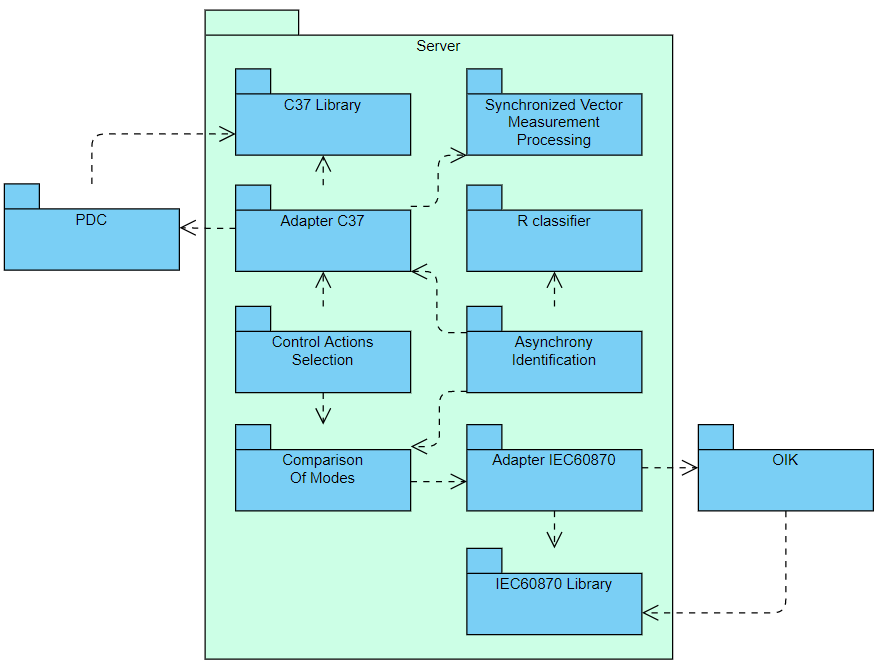 Server
C37 Library
Synchronized Vector
Measurement
Processing
PDC
Adapter C37
R classifier
Control Actions
Selection
Asynchrony
Identification
Comparison
Of Modes
Adapter IEC60870
OIK
IEC60870 Library